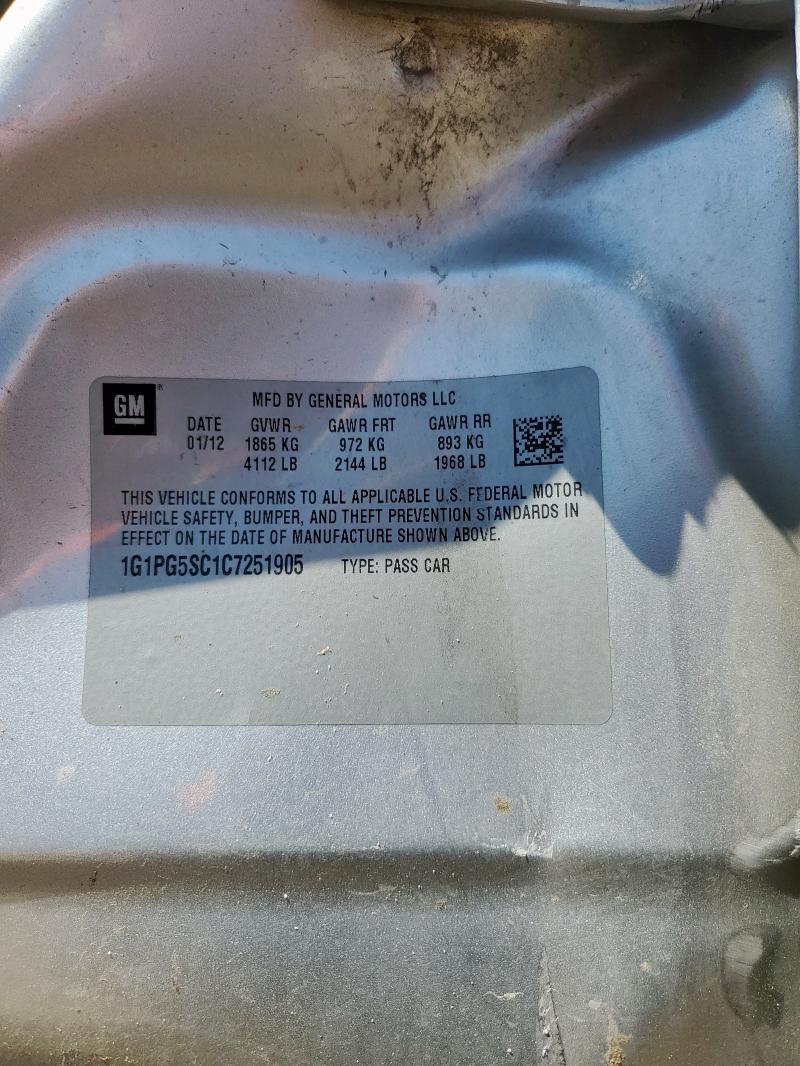 GM®
MFD BY GENERAL MOTORS LLC
DATE GVWR GAWR FRT GAWR RR
01/12 1865 KG 972 KG 893 KG
4112 LB 2144 LB 1968 LB
THIS VEHICLE CONFORMS TO ALL APPLICABLE U.S. FEDERAL MOTOR
VEHICLE SAFETY, BUMPER, AND THEFT PREVENTION STANDARDS IN
EFFECT ON THE DATE OF MANUFACTURE SHOWN ABOVE.
1G1PG5SC1C7251905 TYPE: PASS CAR